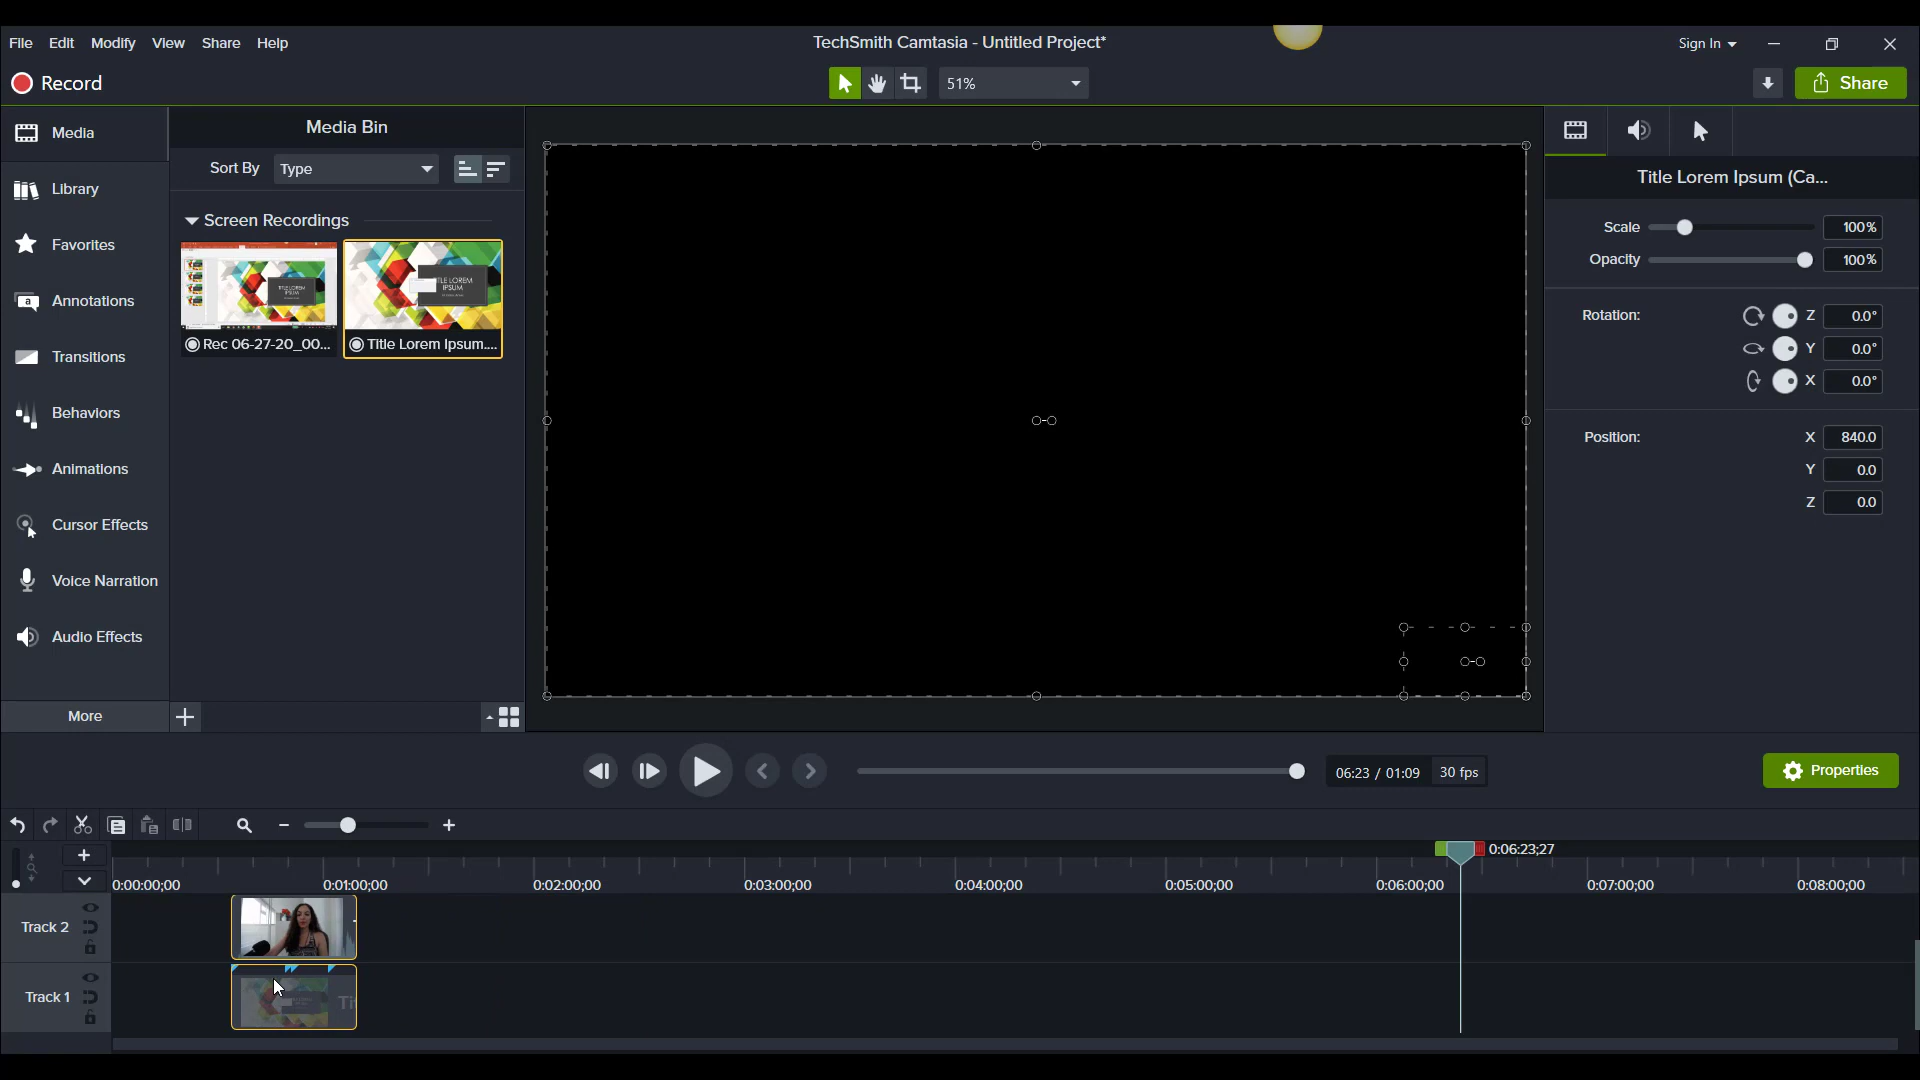 File Edit Modify View Share Help
TechSmith Camtasia - Untitled Project*
Sign In
Record
51%
Share
Media
Library
Favorites
Annotations
Transitions
Behaviors
Animations
Cursor Effects
Voice Narration
Audio Effects
More
Media Bin
Sort By Type
Screen Recordings
TITLE LOREM
IPSUM
TITLE LOREM
IPSUM
Rec 06-27-20_00...
Title Lorem Ipsum....
Title Lorem Ipsum (Ca...
Scale 100%
Opacity 100%
Rotation: Z 0.0°
Y 0.0°
X 0.0°
Position: X 840.0
Y 0.0
Z 0.0
06:23 / 01:09 30 fps
Properties
0:06:23;27
0:00:00;00 0:01:00;00 0:02:00;00 0:03:00;00 0:04:00;00 0:05:00;00 0:06:00;00 0:07:00;00 0:08:00;00
Track 2
Track 1